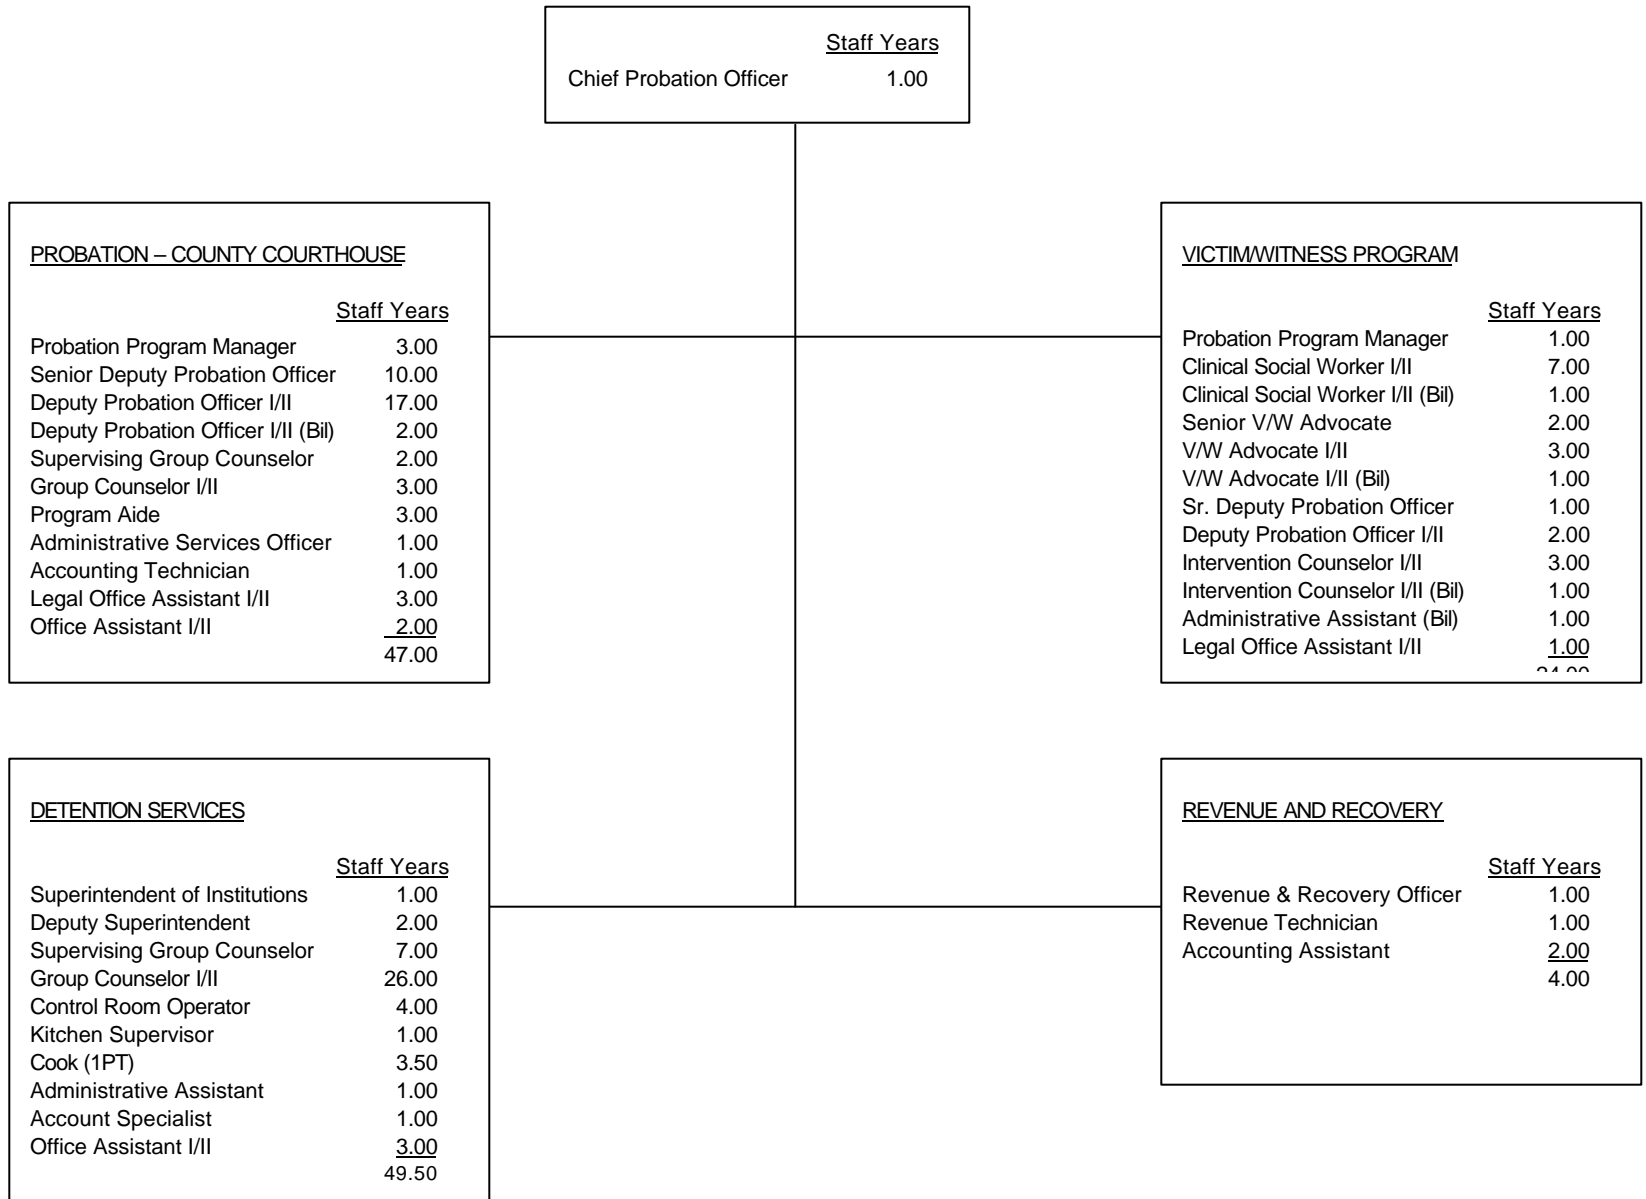 Staff Years
Chief Probation Officer 1.00
PROBATION – COUNTY COURTHOUSE
Staff Years
Probation Program Manager 3.00
Senior Deputy Probation Officer 10.00
Deputy Probation Officer I/II 17.00
Deputy Probation Officer I/II (Bil) 2.00
Supervising Group Counselor 2.00
Group Counselor I/II 3.00
Program Aide 3.00
Administrative Services Officer 1.00
Accounting Technician 1.00
Legal Office Assistant I/II 3.00
Office Assistant I/II 2.00
47.00
VICTIM/WITNESS PROGRAM
Staff Years
Probation Program Manager 1.00
Clinical Social Worker I/II 7.00
Clinical Social Worker I/II (Bil) 1.00
Senior V/W Advocate 2.00
V/W Advocate I/II 3.00
V/W Advocate I/II (Bil) 1.00
Sr. Deputy Probation Officer 1.00
Deputy Probation Officer I/II 2.00
Intervention Counselor I/II 3.00
Intervention Counselor I/II (Bil) 1.00
Administrative Assistant (Bil) 1.00
Legal Office Assistant I/II 1.00
24.00
DETENTION SERVICES
Staff Years
Superintendent of Institutions 1.00
Deputy Superintendent 2.00
Supervising Group Counselor 7.00
Group Counselor I/II 26.00
Control Room Operator 4.00
Kitchen Supervisor 1.00
Cook (1PT) 3.50
Administrative Assistant 1.00
Account Specialist 1.00
Office Assistant I/II 3.00
49.50
REVENUE AND RECOVERY
Staff Years
Revenue & Recovery Officer 1.00
Revenue Technician 1.00
Accounting Assistant 2.00
4.00